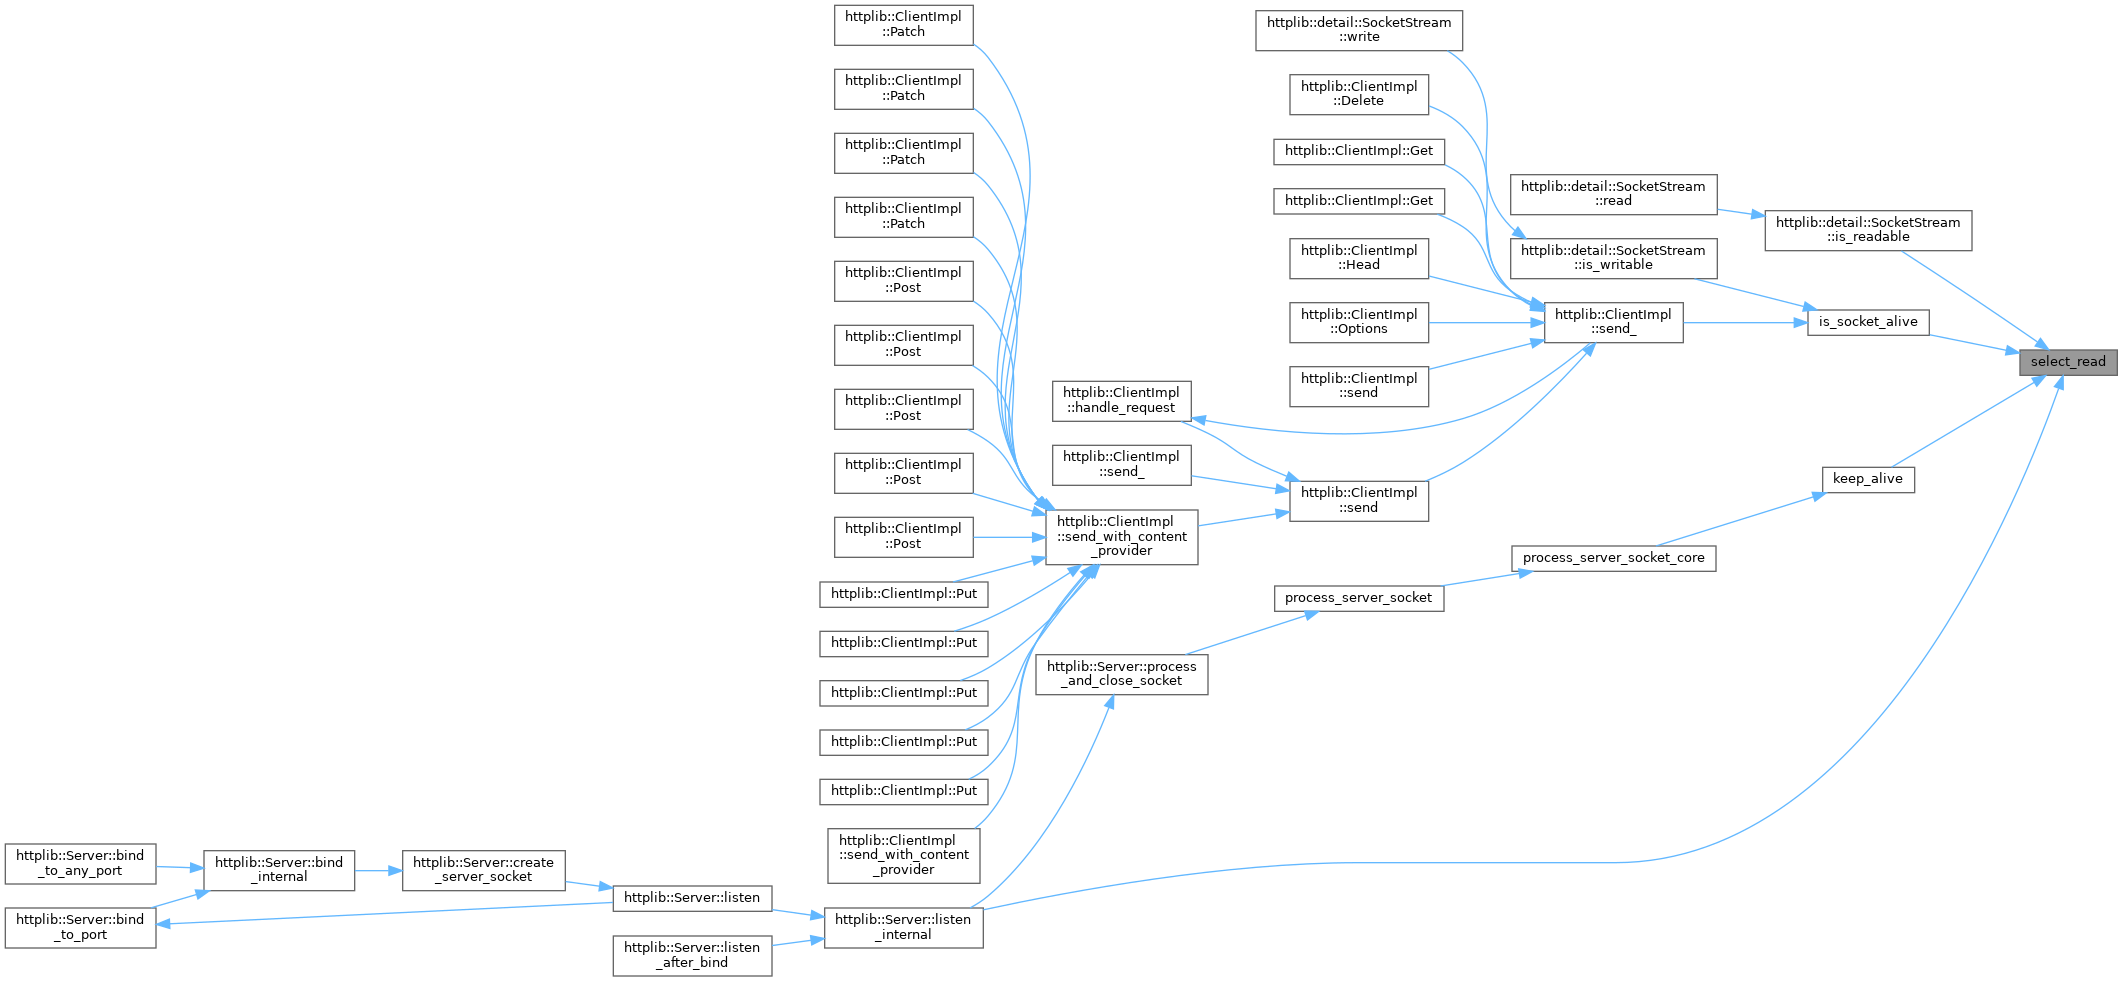 httplib::ClientImpl
::Patch
httplib::ClientImpl
::Patch
httplib::ClientImpl
::Patch
httplib::ClientImpl
::Patch
httplib::ClientImpl
::Post
httplib::ClientImpl
::Post
httplib::ClientImpl
::Post
httplib::ClientImpl
::Post
httplib::ClientImpl
::Post
httplib::ClientImpl::Put
httplib::ClientImpl::Put
httplib::ClientImpl::Put
httplib::ClientImpl::Put
httplib::ClientImpl::Put
httplib::ClientImpl
::send_with_content
_provider
httplib::Server::bind
_to_any_port
httplib::Server::bind
_to_port
httplib::Server::bind
_internal
httplib::Server::create
_server_socket
httplib::Server::listen
httplib::Server::listen
_after_bind
httplib::Server::listen
_internal
httplib::ClientImpl
::handle_request
httplib::ClientImpl
::send_
httplib::ClientImpl
::send_with_content
_provider
httplib::Server::process
_and_close_socket
httplib::detail::SocketStream
::write
httplib::ClientImpl
::Delete
httplib::ClientImpl::Get
httplib::ClientImpl::Get
httplib::ClientImpl
::Head
httplib::ClientImpl
::Options
httplib::ClientImpl
::send
httplib::ClientImpl
::send
process_server_socket
httplib::detail::SocketStream
::read
httplib::detail::SocketStream
::is_writable
httplib::ClientImpl
::send_
process_server_socket_core
httplib::detail::SocketStream
::is_readable
is_socket_alive
keep_alive
select_read